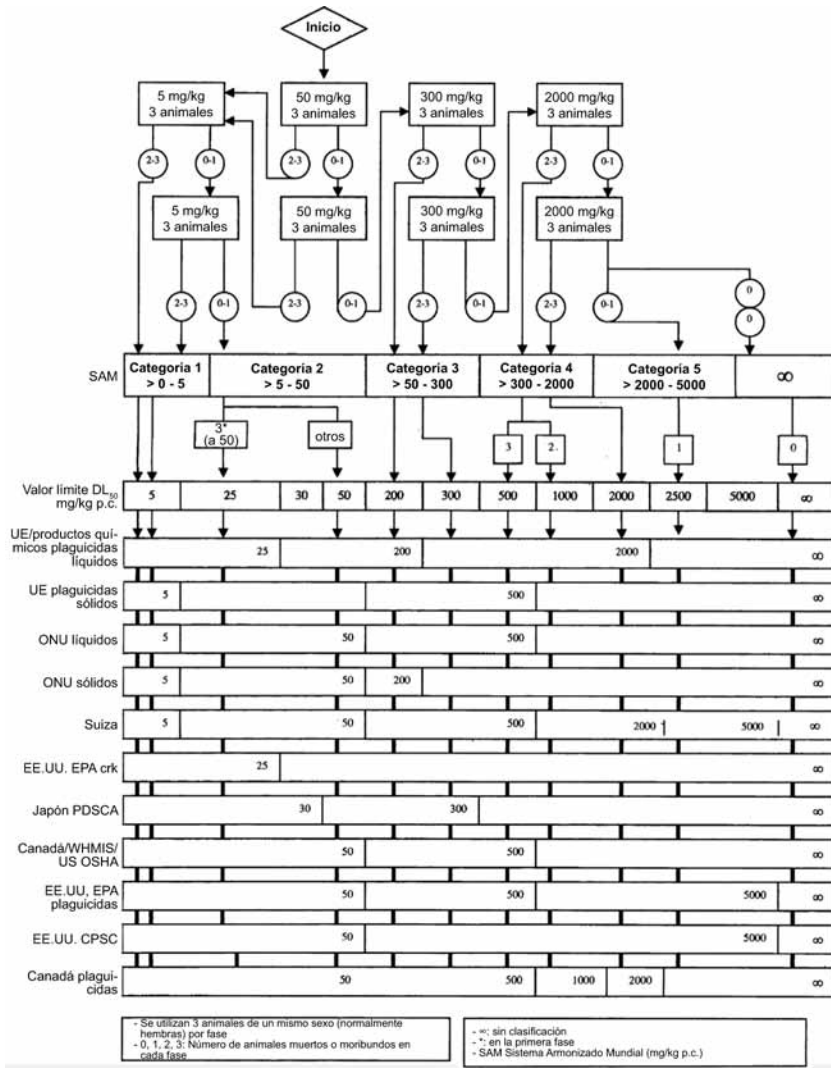 Inicio
5 mg/kg
3 animales
50 mg/kg
3 animales
300 mg/kg
3 animales
2000 mg/kg
3 animales
2-3 0-1 2-3 0-1 2-3 0-1 2-3 0-1
5 mg/kg
3 animales
50 mg/kg
3 animales
300 mg/kg
3 animales
2000 mg/kg
3 animales
2-3 0-1 2-3 0-1 2-3 0-1 2-3 0-1 0
0
SAM
Categoria 1
> 0 - 5
Categoria 2
> 5 - 50
Categoria 3
> 50 - 300
Categoria 4
> 300 - 2000
Categoria 5
> 2000 - 5000
∞
3*
(a 50)
otros
3 2. 1 0
Valor límite DL50
mg/kg p.c.
5 25 30 50 200 300 500 1000 2000 2500 5000 ∞
UE/productos quí-
micos plaguicidas
líquidos
25 200 2000 ∞
UE plaguicidas
sólidos
5 500 ∞
ONU líquidos
5 50 500 ∞
ONU sólidos
5 50 200 ∞
Suiza
5 50 500 2000 5000 ∞
EE.UU. EPA crk
25 ∞
Japón PDSCA
30 300 ∞
Canadá/WHMIS/
US OSHA
50 500 ∞
EE.UU, EPA
plaguicidas
50 500 5000 ∞
EE.UU. CPSC
50 5000 ∞
Canadá plagui-
cidas
50 500 1000 2000 ∞
- Se utilizan 3 animales de un mismo sexo (normalmente
hembras) por fase
- 0, 1, 2, 3: Número de animales muertos o moribundos en
cada fase
- ∞: sin clasificación
- *: en la primera fase
- SAM Sistema Armonizado Mundial (mg/kg p.c.)